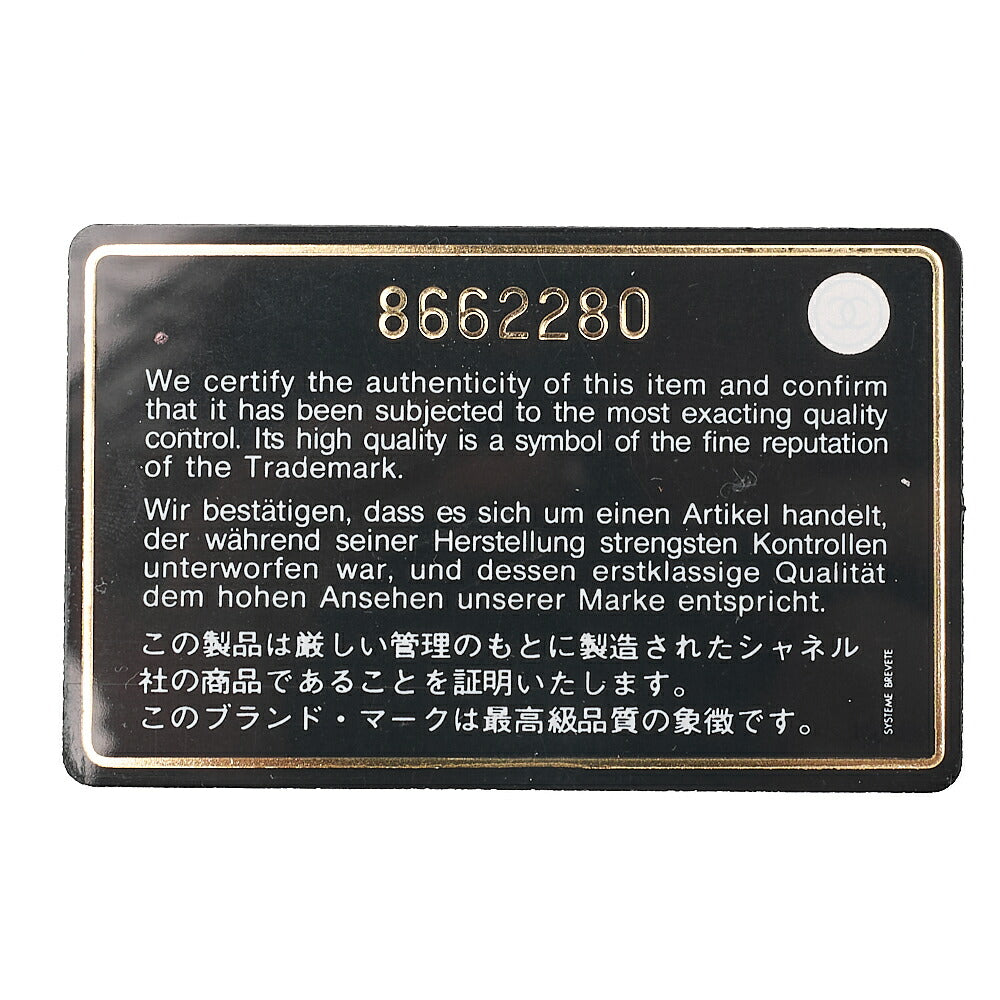 8662280
We certify the authenticity of this item and confirm
that it has been subjected to the most exacting quality
control. Its high quality is a symbol of the fine reputation
of the Trademark.
Wir bestätigen, dass es sich um einen Artikel handelt,
der während seiner Herstellung strengsten Kontrollen
unterworfen war, und dessen erstklassige Qualität
dem hohen Ansehen unserer Marke entspricht.
この製品は厳しい管理のもとに製造されたシャネル
社の商品であることを証明いたします。
このブランド・マークは最高級品質の象徴です。
SYSTEME BREVETE